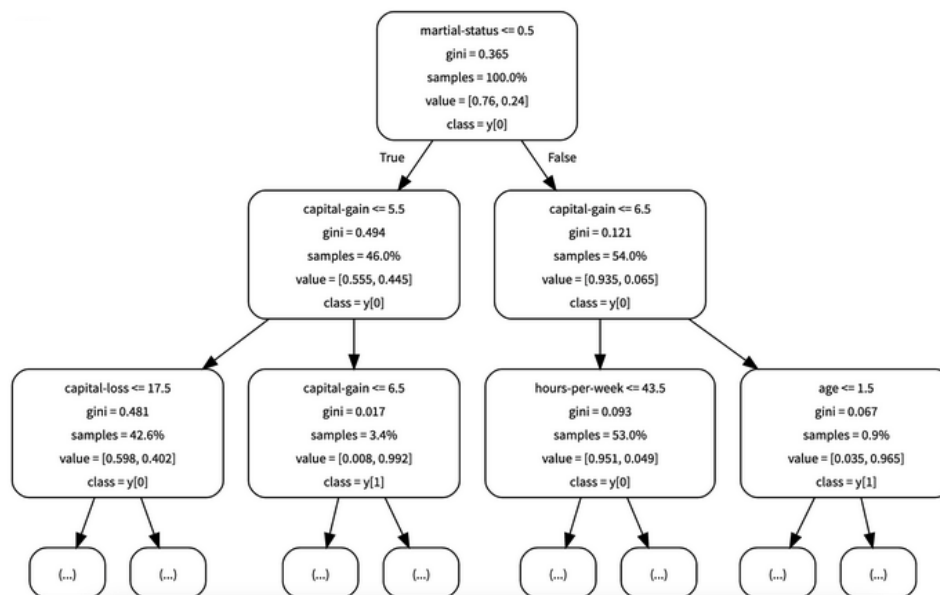 martial-status <= 0.5
gini = 0.365
samples = 100.0%
value = [0.76, 0.24]
class = y[0]
True
False
capital-gain <= 5.5
gini = 0.494
samples = 46.0%
value = [0.555, 0.445]
class = y[0]
capital-gain <= 6.5
gini = 0.121
samples = 54.0%
value = [0.935, 0.065]
class = y[0]
capital-loss <= 17.5
gini = 0.481
samples = 42.6%
value = [0.598, 0.402]
class = y[0]
capital-gain <= 6.5
gini = 0.017
samples = 3.4%
value = [0.008, 0.992]
class = y[1]
hours-per-week <= 43.5
gini = 0.093
samples = 53.0%
value = [0.951, 0.049]
class = y[0]
age <= 1.5
gini = 0.067
samples = 0.9%
value = [0.035, 0.965]
class = y[1]
(...)
(...)
(...)
(...)
(...)
(...)
(...)
(...)